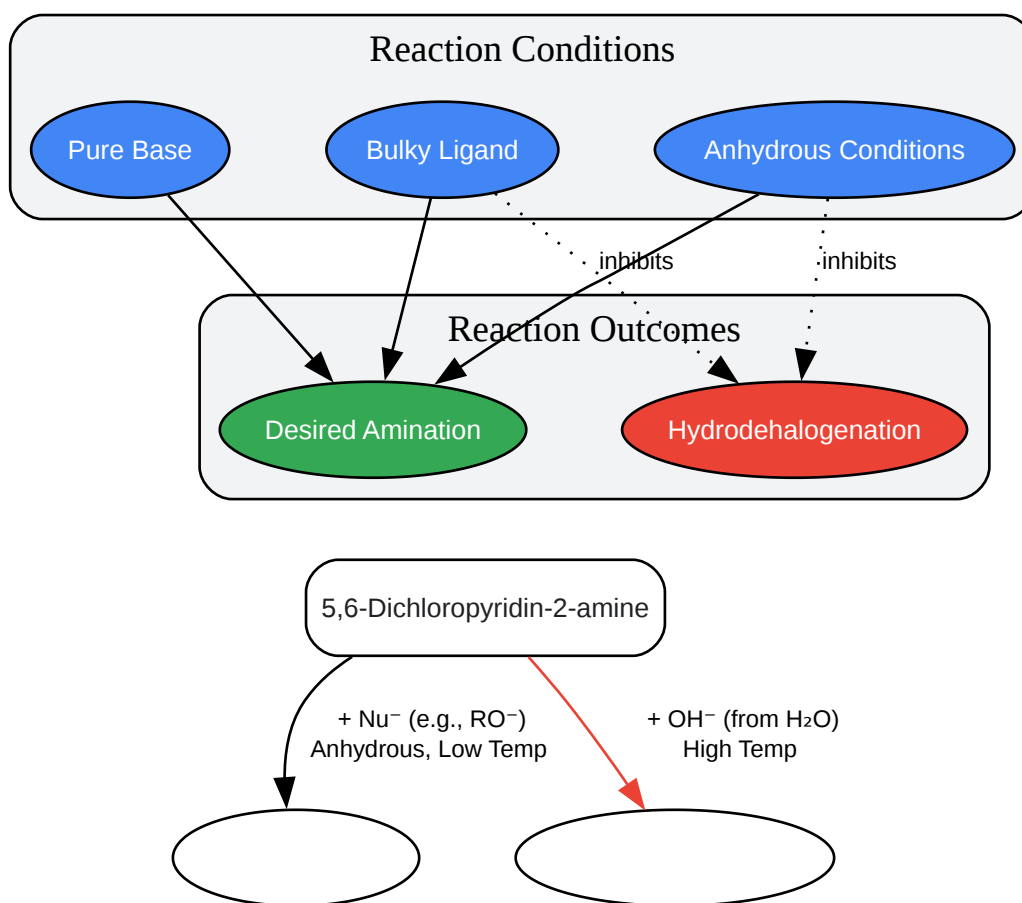 Reaction Conditions
Pure Base
Bulky Ligand
Anhydrous Conditions
inhibits
inhibits
Reaction Outcomes
Desired Amination
Hydrodehalogenation
5,6-Dichloropyridin-2-amine
+ Nu⁻ (e.g., RO⁻)
Anhydrous, Low Temp
+ OH⁻ (from H₂O)
High Temp